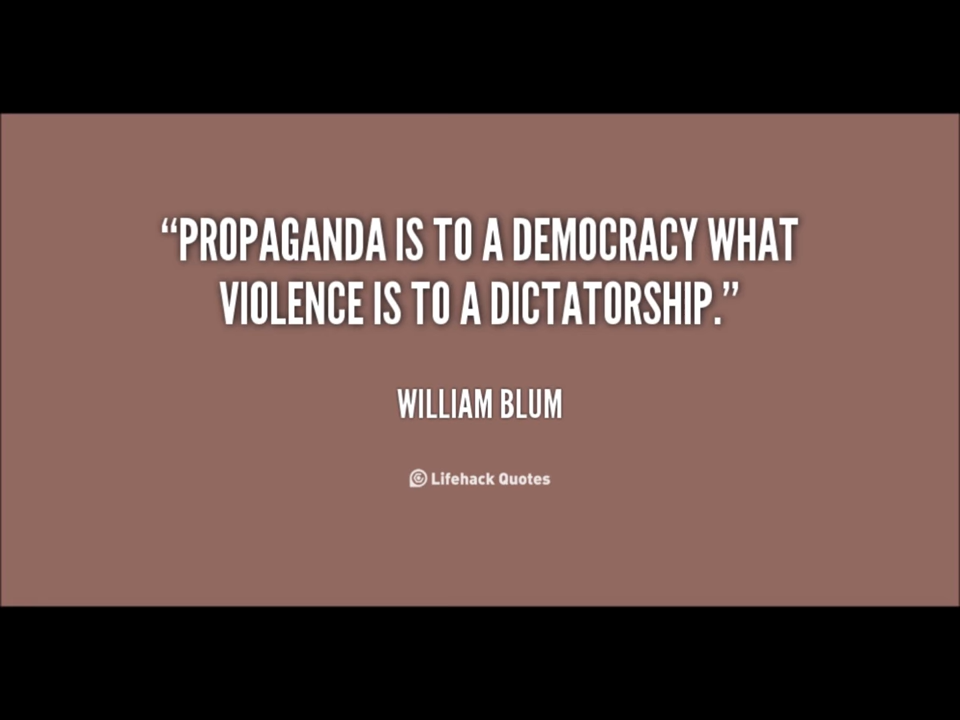 “PROPAGANDA IS TO A DEMOCRACY WHAT
VIOLENCE IS TO A DICTATORSHIP.”
WILLIAM BLUM
Lifehack Quotes